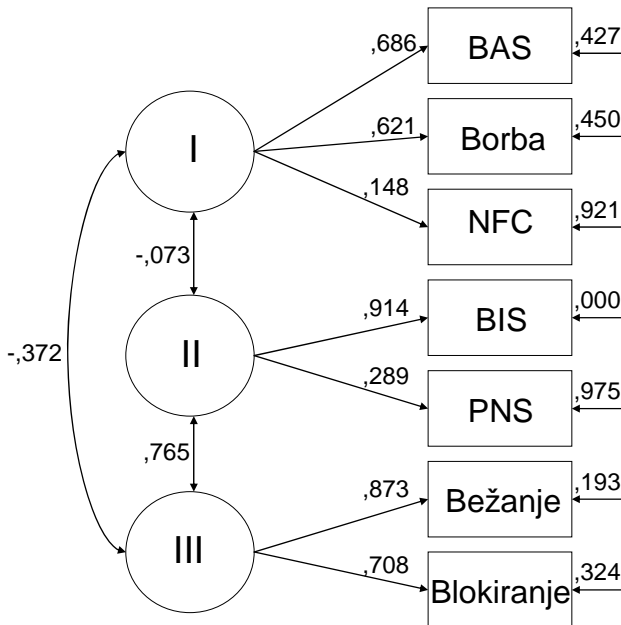 ,686
BAS
,427
I
,621
Borba
,450
,148
NFC
,921
-,073
-,372
II
,914
BIS
,000
,289
PNS
,975
,765
III
,873
Bežanje
,193
,708
Blokiranje
,324